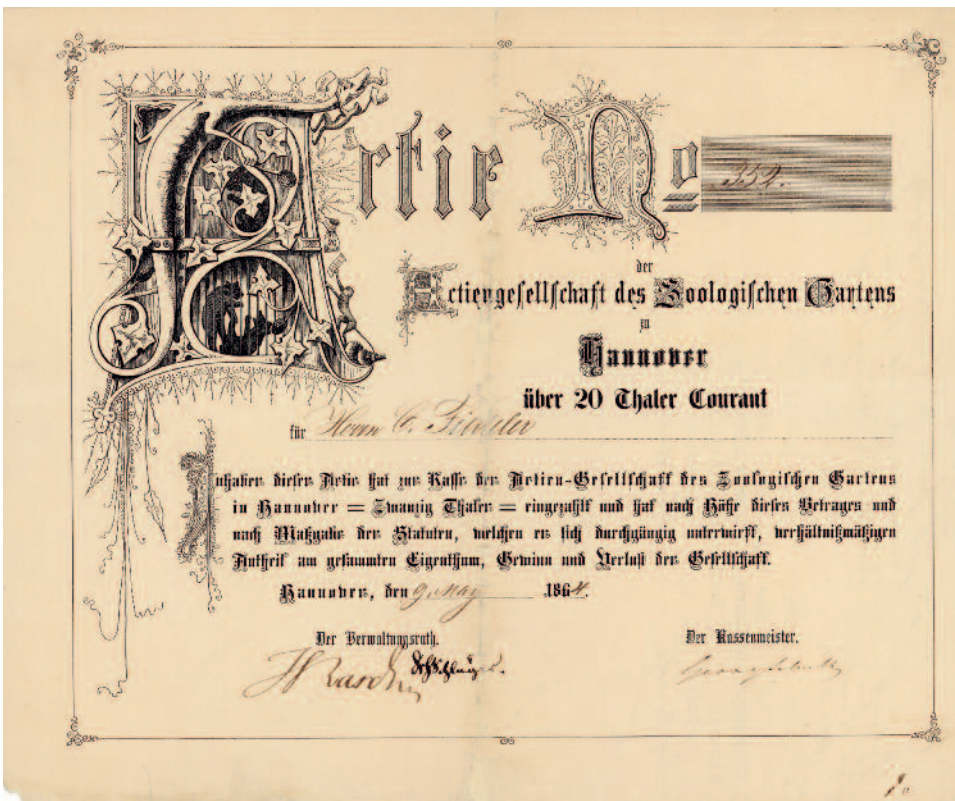 Actie No 352.
der
Actiengesellschaft des Zoologischen Gartens
zu
Hannover
über 20 Thaler Courant
für Herrn C.
Inhaber dieser Actie hat zur Kasse der Actien-Gesellschaft des Zoologischen Gartens
in Hannover = Zwanzig Thaler = eingezahlt und hat nach Höhe dieses Betrages und
nach Maßgabe der Statuten, welchen er sich durchgängig unterwirft, verhältnißmäßigen
Antheil am gesammten Eigenthum, Gewinn und Verlust der Gesellschaft.
Hannover, den 9. May 1864.
Der Verwaltungsrath. Der Kassenmeister.